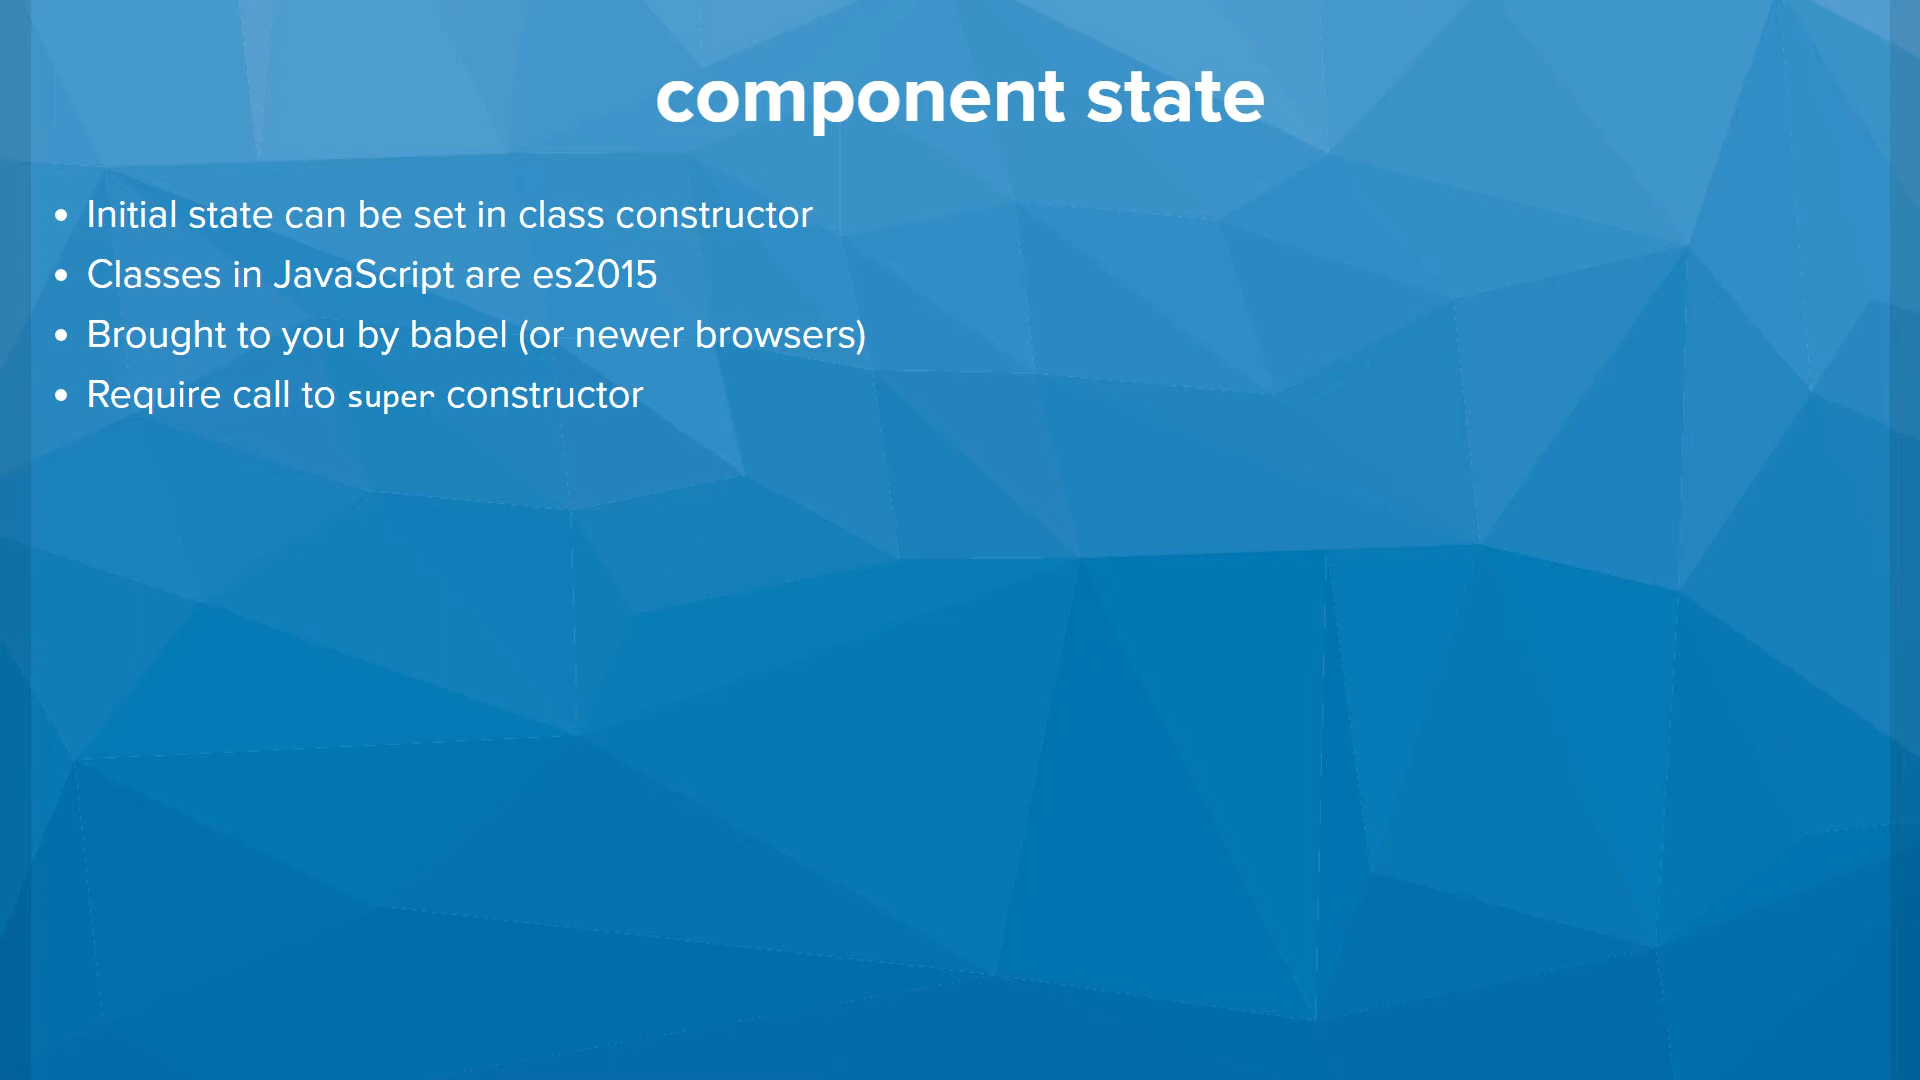 component state
• Initial state can be set in class constructor
• Classes in JavaScript are es2015
• Brought to you by babel (or newer browsers)
• Require call to super constructor